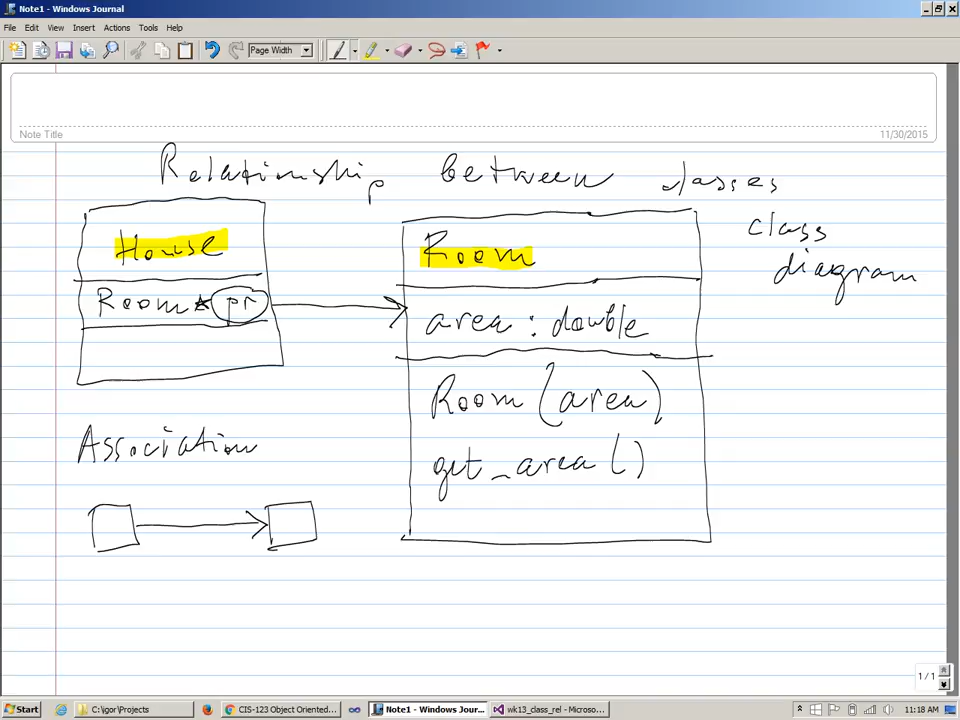 Note1 - Windows Journal
File Edit View Insert Actions Tools Help
Page Width
Note Title 11/30/2015
Relationship between classes
class
diagram
House
Room* pr
Room
area : double
Room (area)
get_area ()
Association
1 / 1
Start C:\igor\Projects CIS-123 Object Oriented... Note1 - Windows Jour... wk13_class_rel - Microso... 11:18 AM